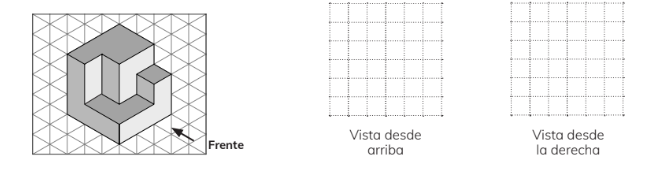 Frente
Vista desde
arriba
Vista desde
la derecha